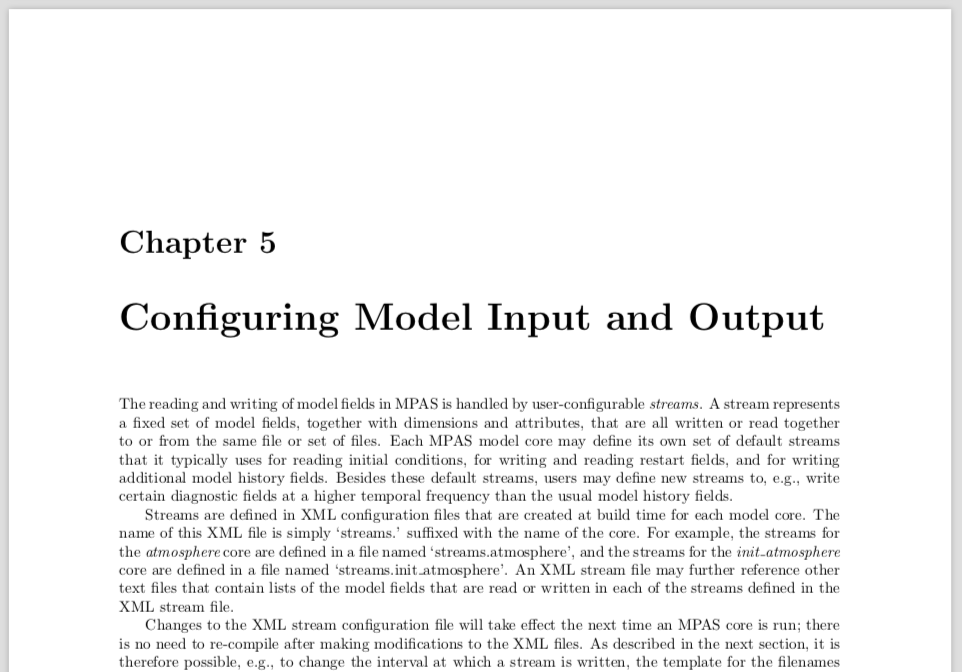 Chapter 5
Configuring Model Input and Output
The reading and writing of model fields in MPAS is handled by user-configurable streams. A stream represents
a fixed set of model fields, together with dimensions and attributes, that are all written or read together
to or from the same file or set of files. Each MPAS model core may define its own set of default streams
that it typically uses for reading initial conditions, for writing and reading restart fields, and for writing
additional model history fields. Besides these default streams, users may define new streams to, e.g., write
certain diagnostic fields at a higher temporal frequency than the usual model history fields.
Streams are defined in XML configuration files that are created at build time for each model core. The
name of this XML file is simply ‘streams.’ suffixed with the name of the core. For example, the streams for
the atmosphere core are defined in a file named ‘streams.atmosphere’, and the streams for the init_atmosphere
core are defined in a file named ‘streams.init_atmosphere’. An XML stream file may further reference other
text files that contain lists of the model fields that are read or written in each of the streams defined in the
XML stream file.
Changes to the XML stream configuration file will take effect the next time an MPAS core is run; there
is no need to re-compile after making modifications to the XML files. As described in the next section, it is
therefore possible, e.g., to change the interval at which a stream is written, the template for the filenames